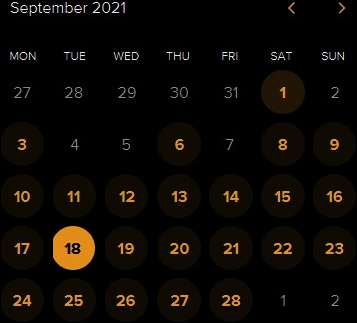 September 2021
MON TUE WED THU FRI SAT SUN
27 28 29 30 31 1 2
3 4 5 6 7 8 9
10 11 12 13 14 15 16
17 18 19 20 21 22 23
24 25 26 27 28 1 2